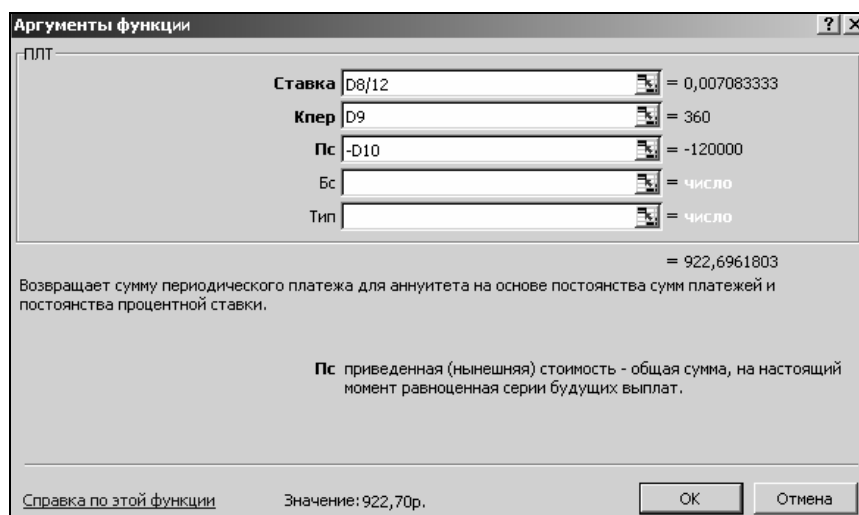 Аргументы функции
ПЛТ
Ставка D8/12 = 0,007083333
Кпер D9 = 360
Пс -D10 = -120000
Бс = число
Тип = число
= 922,6961803
Возвращает сумму периодического платежа для аннуитета на основе постоянства сумм платежей и
постоянства процентной ставки.
Пс приведенная (нынешняя) стоимость - общая сумма, на настоящий
момент равноценная серии будущих выплат.
Справка по этой функции Значение:922,70р. ОК Отмена